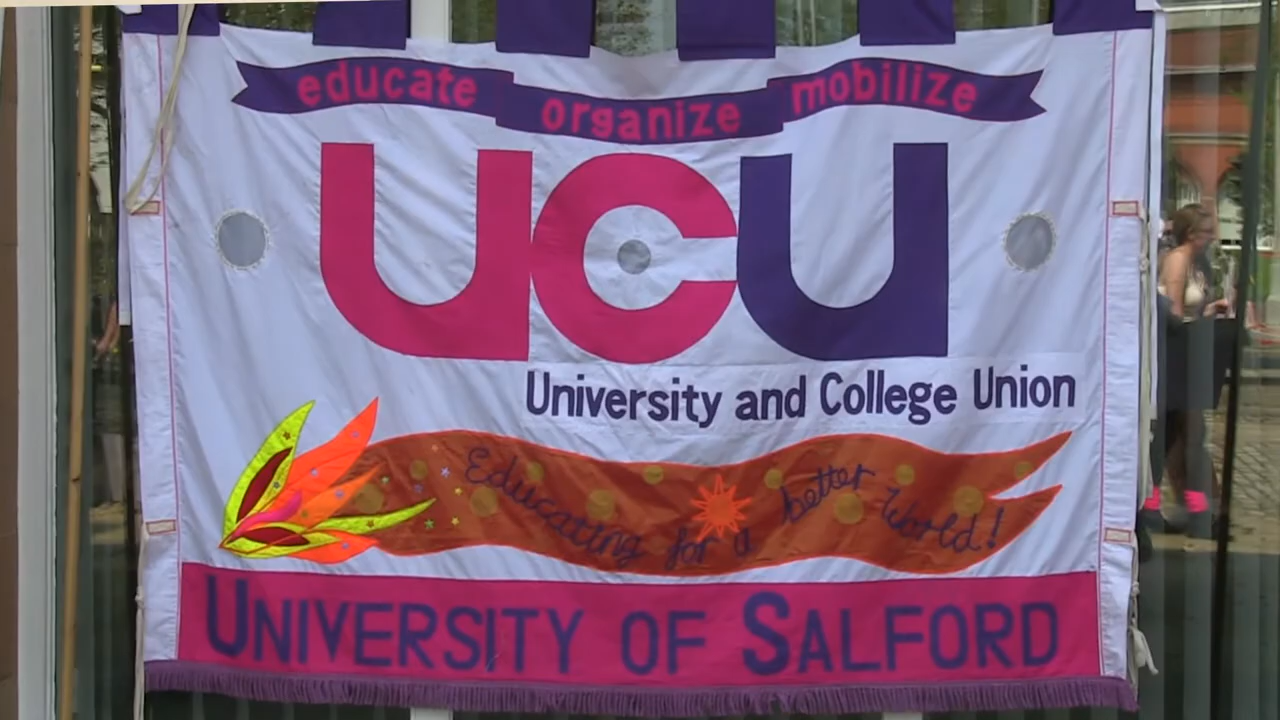 educate organize mobilize
ucu
University and College Union
Educating for a better World!
UNIVERSITY OF SALFORD